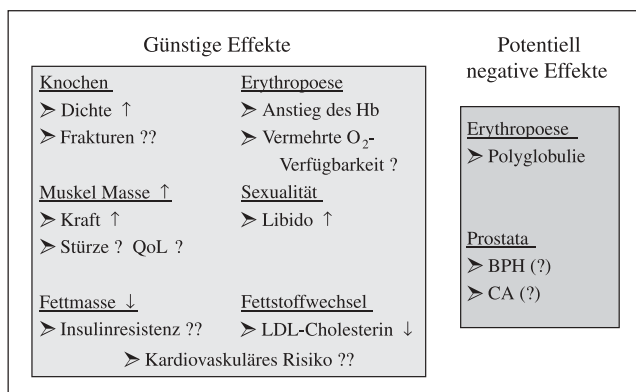 Günstige Effekte
Knochen
➢ Dichte ↑
➢ Frakturen ??
Erythropoese
➢ Anstieg des Hb
➢ Vermehrte O₂-
Verfügbarkeit ?
Muskel Masse ↑
➢ Kraft ↑
➢ Stürze ? QoL ?
Sexualität
➢ Libido ↑
Fettmasse ↓
➢ Insulinresistenz ??
Fettstoffwechsel
➢ LDL-Cholesterin ↓
➢ Kardiovaskuläres Risiko ??
Potentiell
negative Effekte
Erythropoese
➢ Polyglobulie
Prostata
➢ BPH (?)
➢ CA (?)